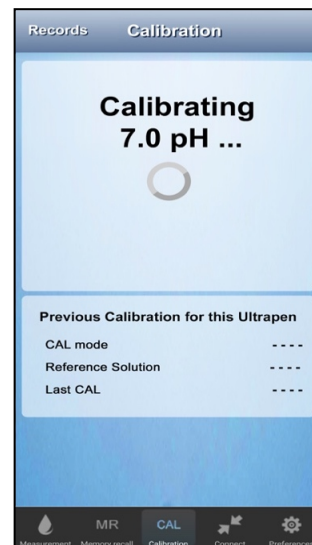 Records Calibration
Calibrating
7.0 pH ...
Previous Calibration for this Ultrapen
CAL mode - - - -
Reference Solution - - - -
Last CAL - - - -
MR CAL
Measurement Memory recall Calibration Connect Preferences